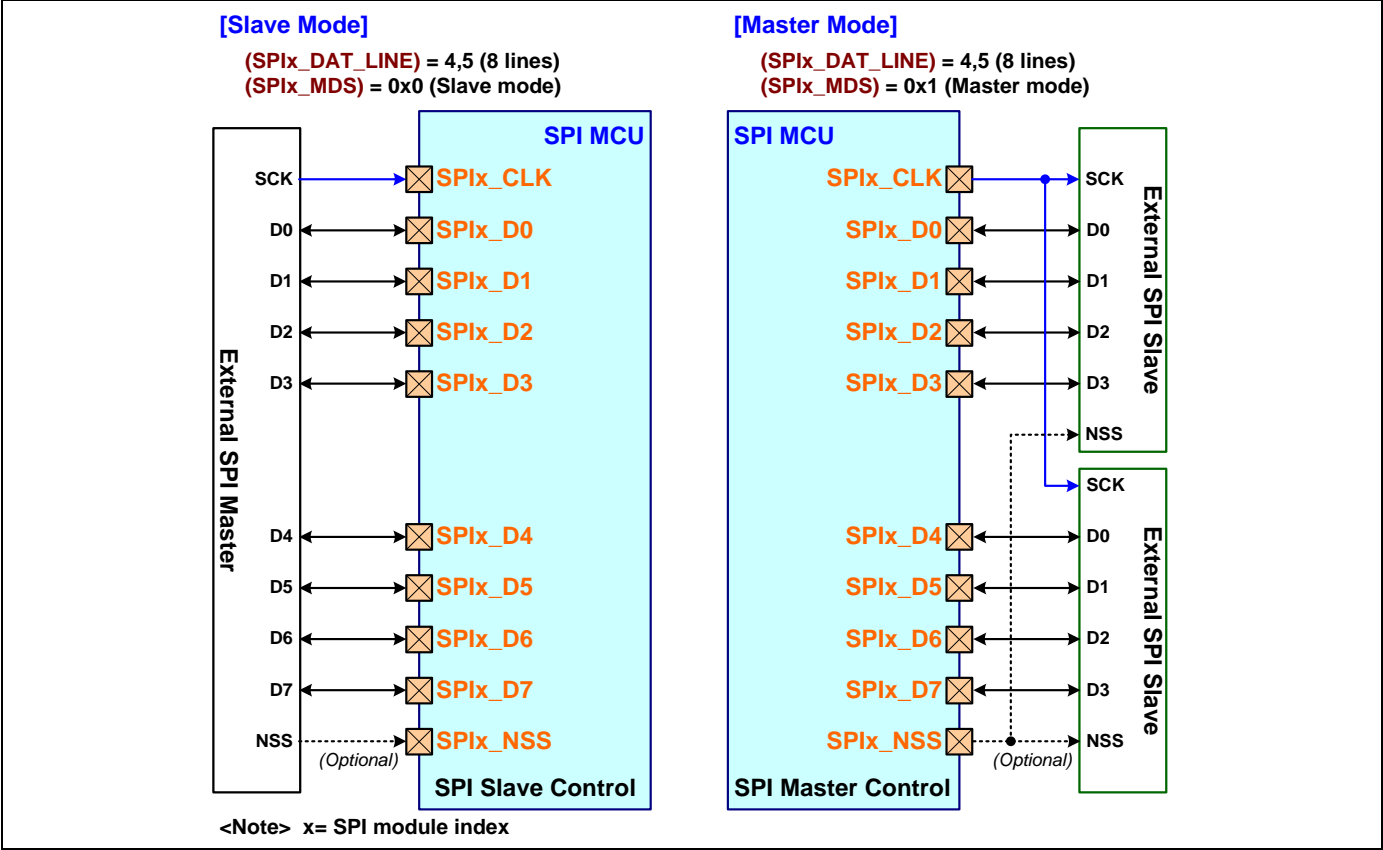 [Slave Mode]
(SPIx_DAT_LINE) = 4,5 (8 lines)
(SPIx_MDS) = 0x0 (Slave mode)
SPI MCU
External SPI Master
SCK
SPIx_CLK
D0
SPIx_D0
D1
SPIx_D1
D2
SPIx_D2
D3
SPIx_D3
D4
SPIx_D4
D5
SPIx_D5
D6
SPIx_D6
D7
SPIx_D7
NSS
(Optional)
SPIx_NSS
SPI Slave Control
[Master Mode]
(SPIx_DAT_LINE) = 4,5 (8 lines)
(SPIx_MDS) = 0x1 (Master mode)
SPI MCU
SPIx_CLK
SCK
SPIx_D0
D0
SPIx_D1
D1
SPIx_D2
D2
SPIx_D3
D3
NSS
External SPI Slave
SCK
SPIx_D4
D0
SPIx_D5
D1
SPIx_D6
D2
SPIx_D7
D3
SPIx_NSS
(Optional)
NSS
External SPI Slave
SPI Master Control
<Note> x= SPI module index